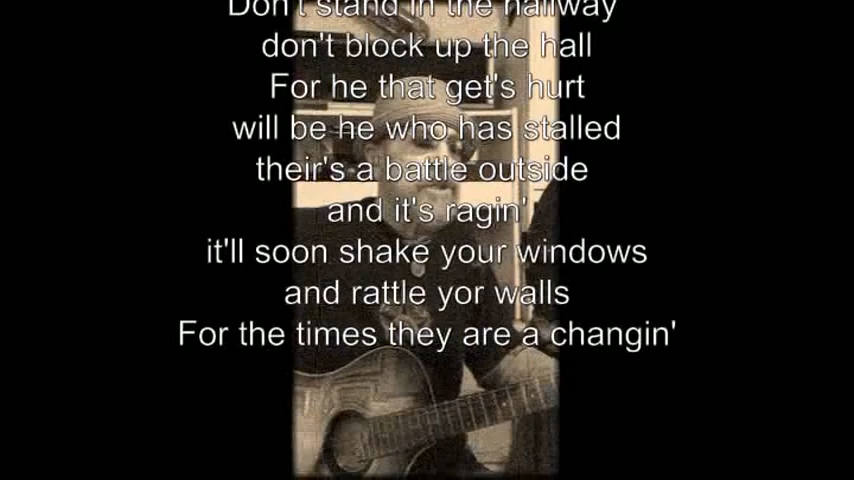 Don't stand in the hallway
don't block up the hall
For he that get's hurt
will be he who has stalled
their's a battle outside
and it's ragin'
it'll soon shake your windows
and rattle yor walls
For the times they are a changin'